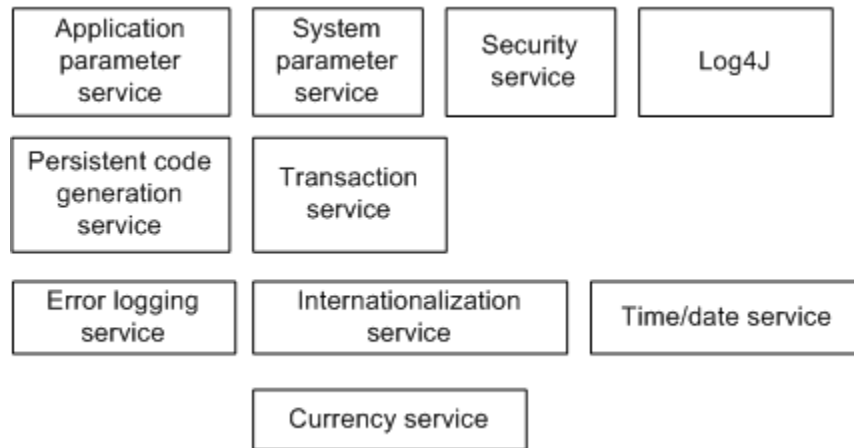 Application
parameter
service
System
parameter
service
Security
service
Log4J
Persistent code
generation
service
Transaction
service
Error logging
service
Internationalization
service
Time/date service
Currency service